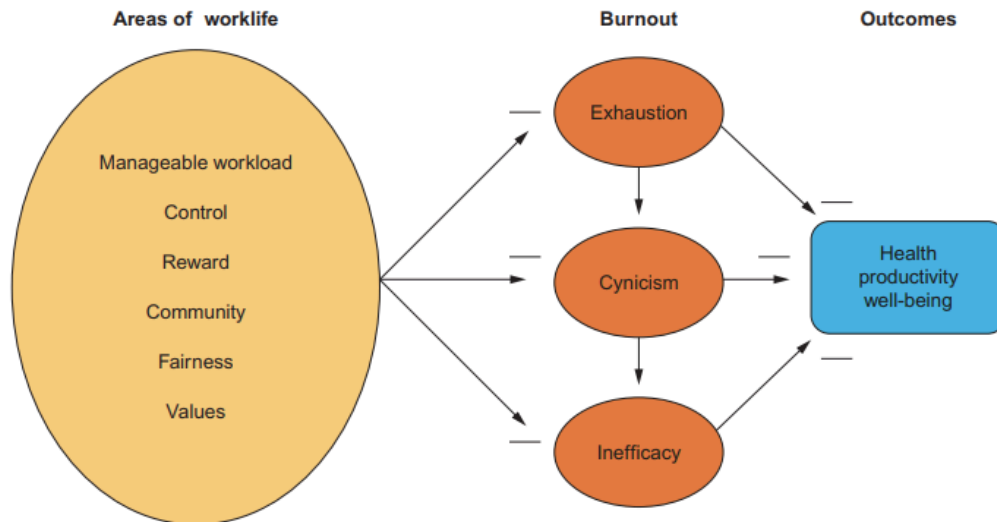 Areas of worklife
Burnout
Outcomes
Manageable workload
Control
Reward
Community
Fairness
Values
Exhaustion
Cynicism
Inefficacy
Health
productivity
well-being